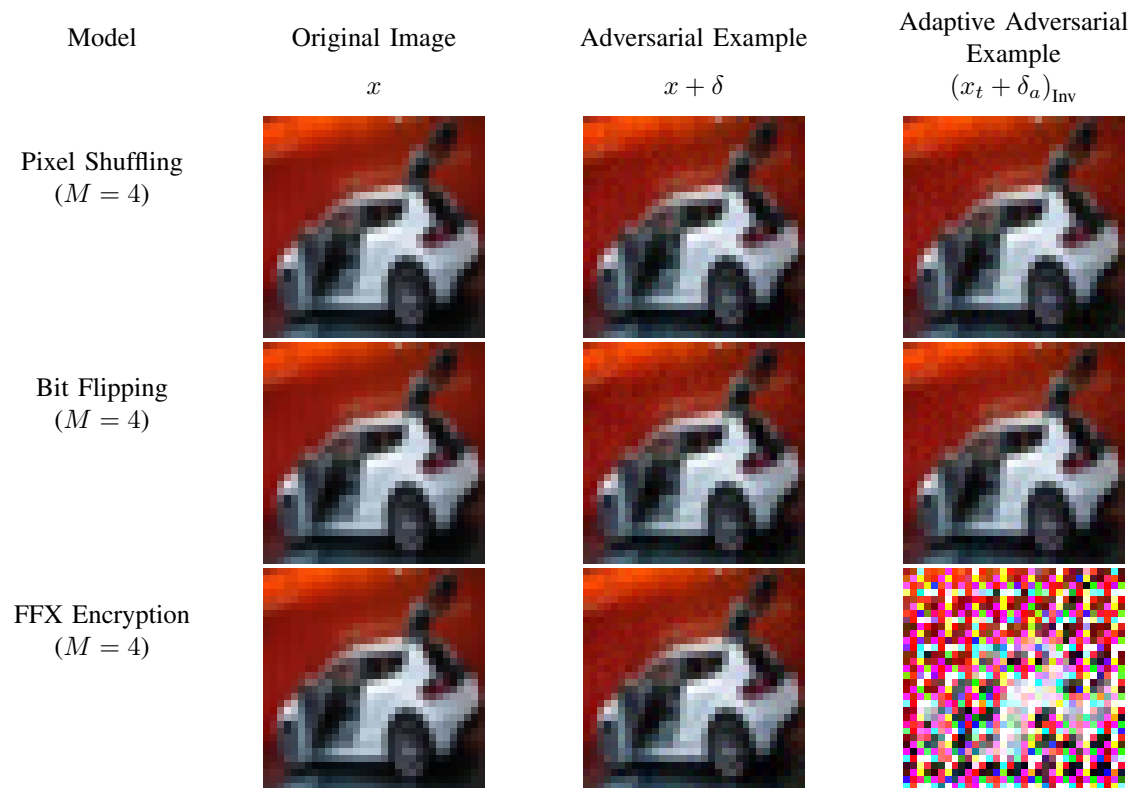 Model
Original Image
Adversarial Example
Adaptive Adversarial
Example
x
x + δ
(x_t + δ_a)_Inv
Pixel Shuffling
(M = 4)
Bit Flipping
(M = 4)
FFX Encryption
(M = 4)